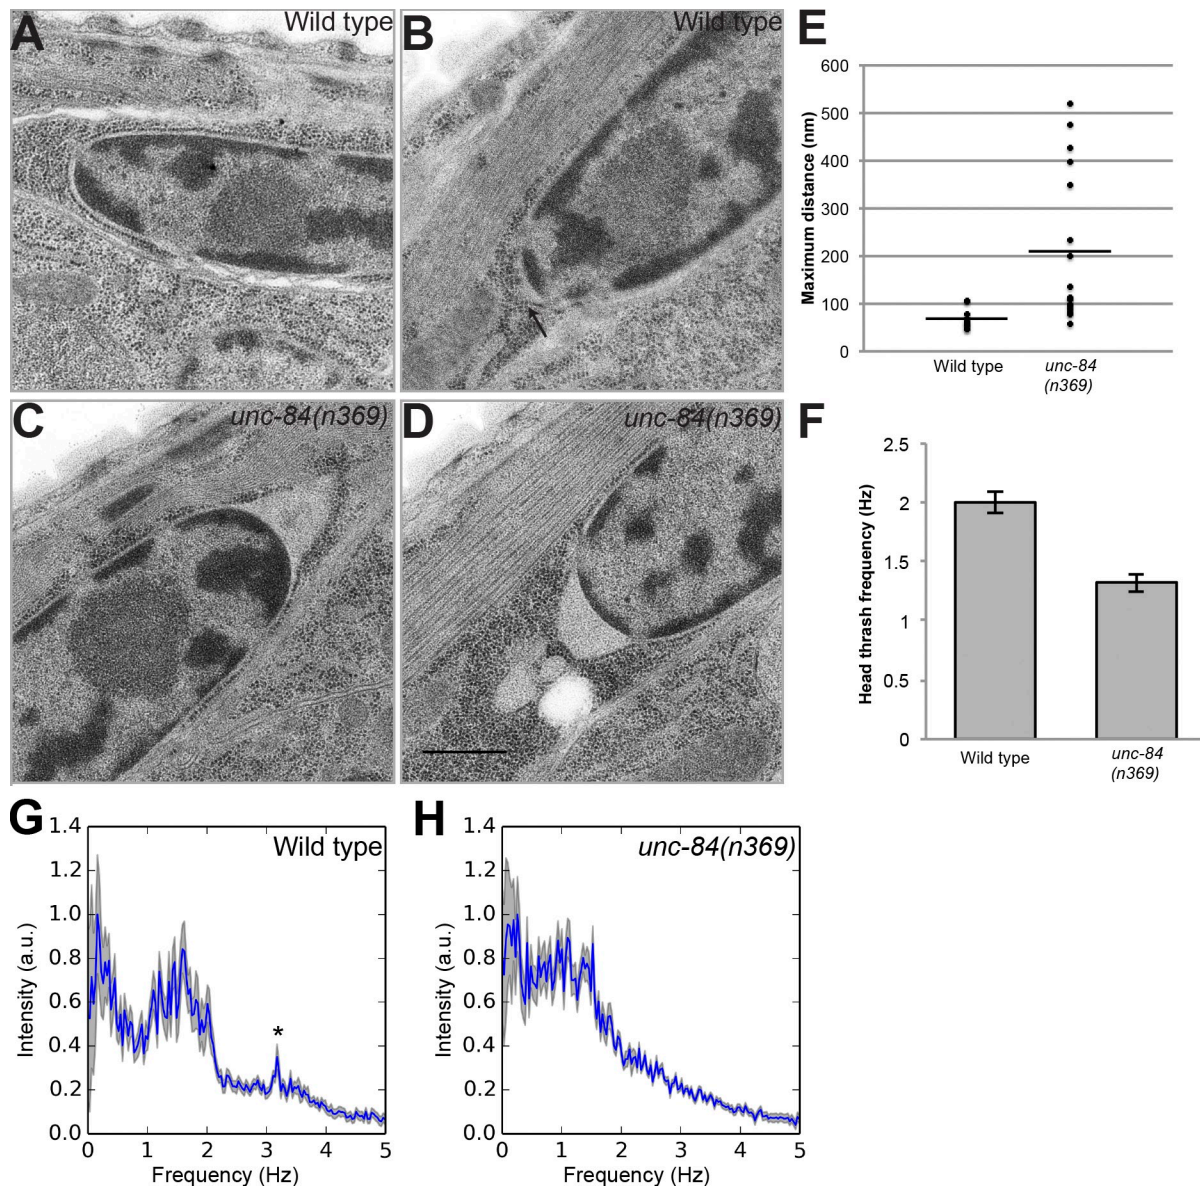 A
Wild type
B
Wild type
C
unc-84(n369)
D
unc-84(n369)
E
Maximum distance (nm)
600
500
400
300
200
100
0
Wild type
unc-84
(n369)
F
Head thrash frequency (Hz)
2.5
2
1.5
1
0.5
0
Wild type
unc-84
(n369)
G
Wild type
*
Intensity (a.u.)
1.4
1.2
1.0
0.8
0.6
0.4
0.2
0.0
0 1 2 3 4 5
Frequency (Hz)
H
unc-84(n369)
Intensity (a.u.)
1.4
1.2
1.0
0.8
0.6
0.4
0.2
0.0
0 1 2 3 4 5
Frequency (Hz)